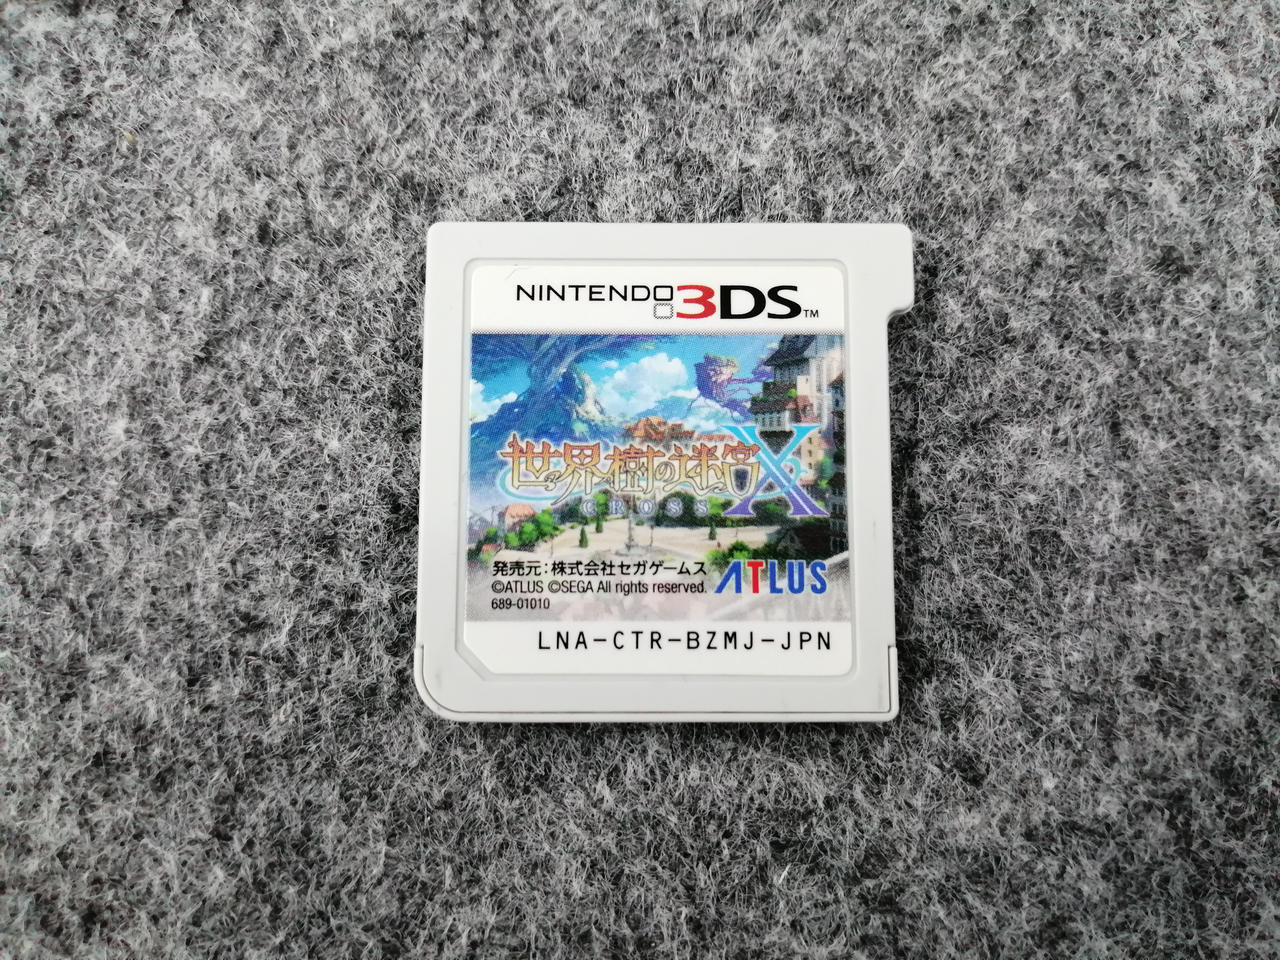 NINTENDO 3DS™
世界樹の迷宮X
CROSS
発売元:株式会社セガゲームス
©ATLUS ©SEGA All rights reserved.
ATLUS
689-01010
LNA-CTR-BZMJ-JPN